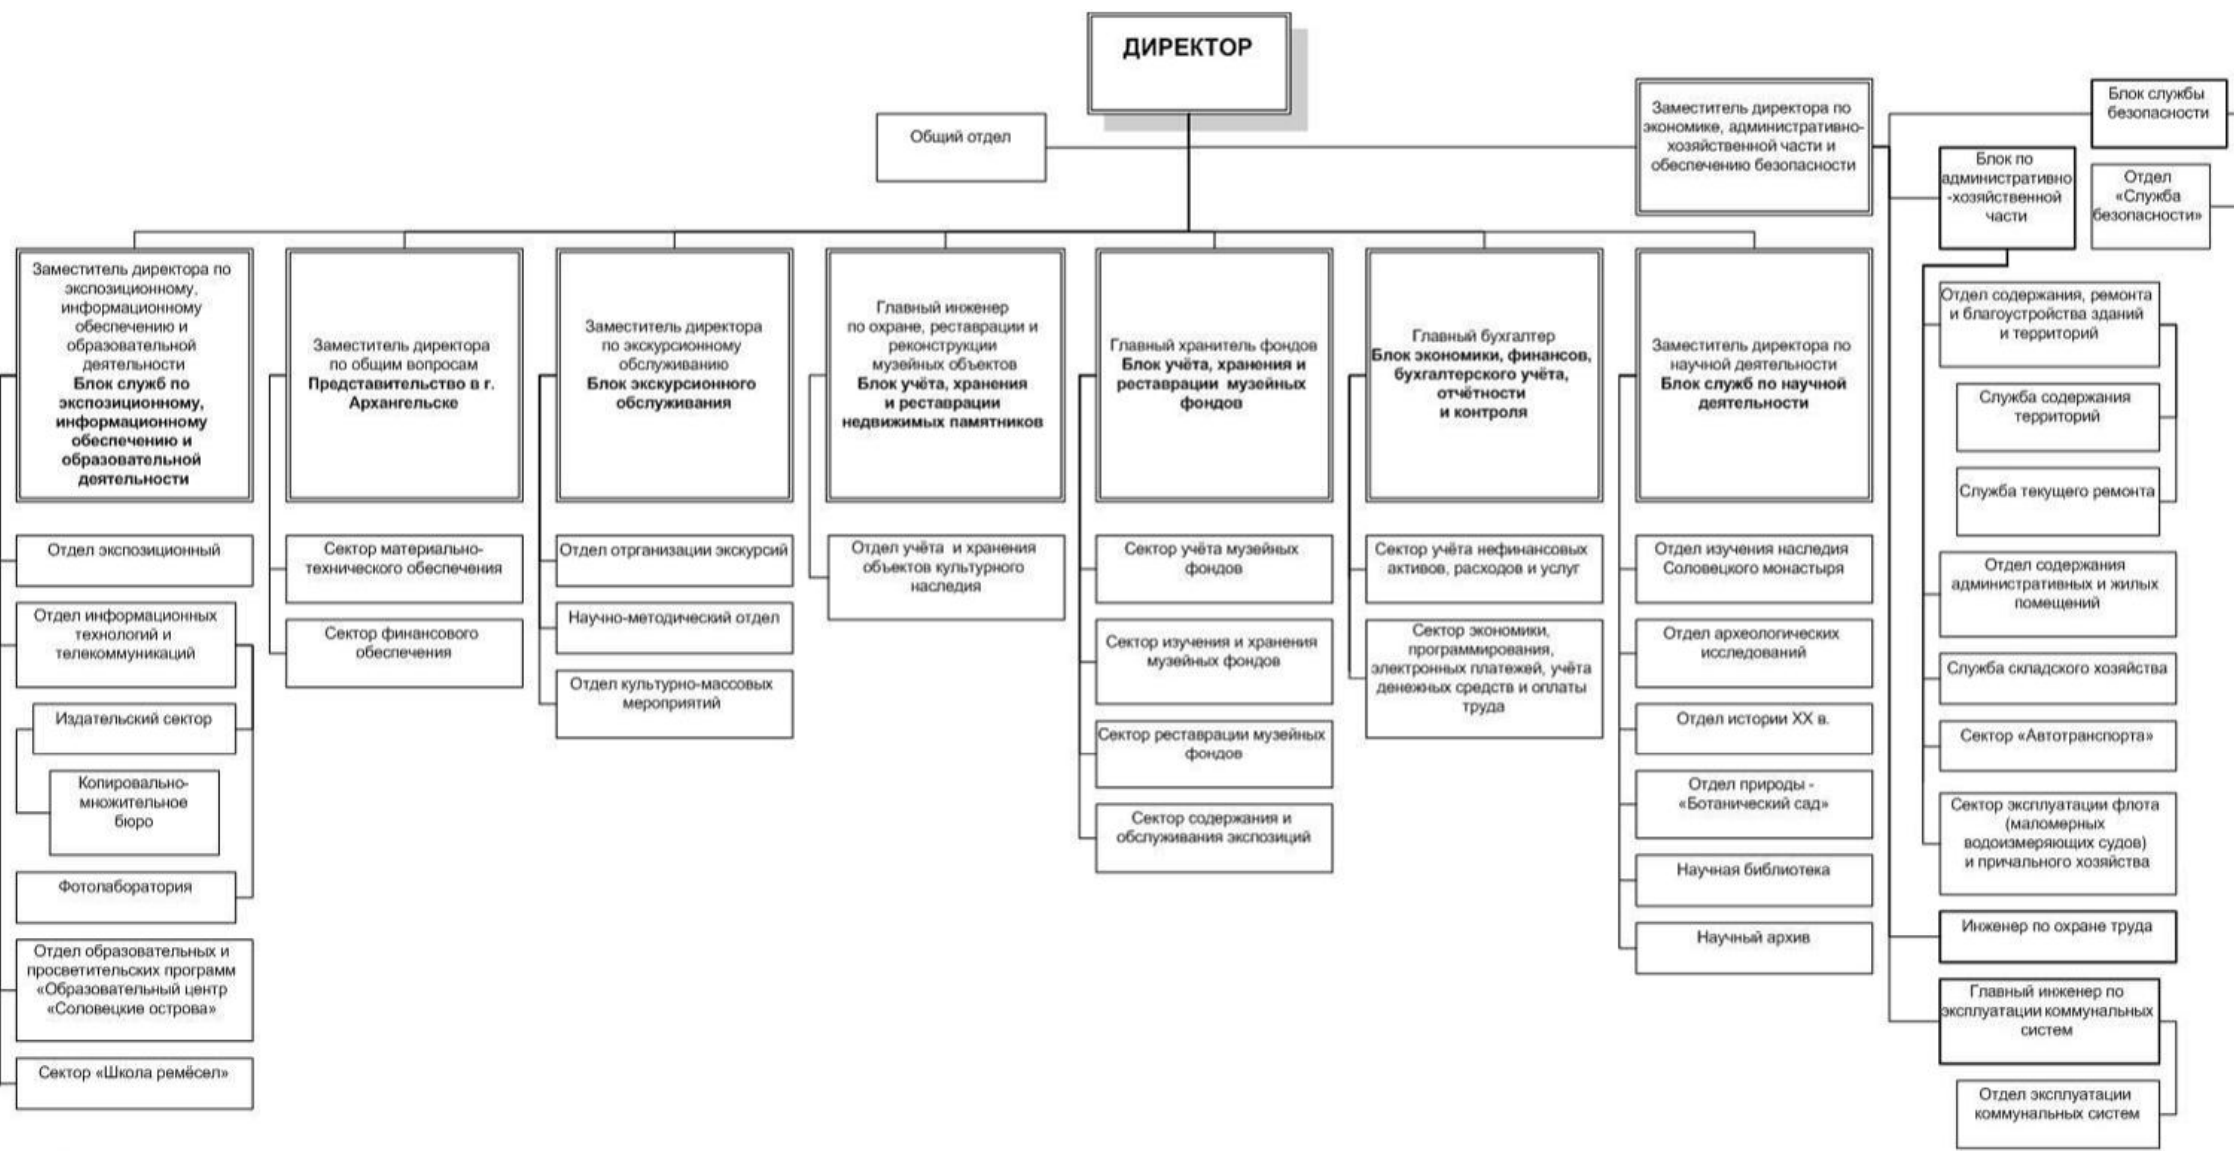 ДИРЕКТОР
Общий отдел
Заместитель директора по
экономике, административно-
хозяйственной части и
обеспечению безопасности
Блок службы
безопасности
Блок по
административно
-хозяйственной
части
Отдел
«Служба
безопасности»
Заместитель директора по
экспозиционному,
информационному
обеспечению и
образовательной
деятельности
Блок служб по
экспозиционному,
информационному
обеспечению и
образовательной
деятельности
Заместитель директора
по общим вопросам
Представительство в г.
Архангельске
Заместитель директора
по экскурсионному
обслуживанию
Блок экскурсионного
обслуживания
Главный инженер
по охране, реставрации и
реконструкции
музейных объектов
Блок учёта, хранения
и реставрации
недвижимых памятников
Главный хранитель фондов
Блок учёта, хранения и
реставрации музейных
фондов
Главный бухгалтер
Блок экономики, финансов,
бухгалтерского учёта,
отчётности
и контроля
Заместитель директора по
научной деятельности
Блок служб по научной
деятельности
Отдел экспозиционный
Отдел информационных
технологий и
телекоммуникаций
Издательский сектор
Копировально-
множительное
бюро
Фотолаборатория
Отдел образовательных и
просветительских программ
«Образовательный центр
«Соловецкие острова»
Сектор «Школа ремёсел»
Сектор материально-
технического обеспечения
Сектор финансового
обеспечения
Отдел отрганизации экскурсий
Научно-методический отдел
Отдел культурно-массовых
мероприятий
Отдел учёта и хранения
объектов культурного
наследия
Сектор учёта музейных
фондов
Сектор изучения и хранения
музейных фондов
Сектор реставрации музейных
фондов
Сектор содержания и
обслуживания экспозиций
Сектор учёта нефинансовых
активов, расходов и услуг
Сектор экономики,
программирования,
электронных платежей, учёта
денежных средств и оплаты
труда
Отдел изучения наследия
Соловецкого монастыря
Отдел археологических
исследований
Отдел истории XX в.
Отдел природы -
«Ботанический сад»
Научная библиотека
Научный архив
Отдел содержания, ремонта
и благоустройства зданий
и территорий
Служба содержания
территорий
Служба текущего ремонта
Отдел содержания
административных и жилых
помещений
Служба складского хозяйства
Сектор «Автотранспорта»
Сектор эксплуатации флота
(маломерных
водоизмеряющих судов)
и причального хозяйства
Инженер по охране труда
Главный инженер по
эксплуатации коммунальных
систем
Отдел эксплуатации
коммунальных систем